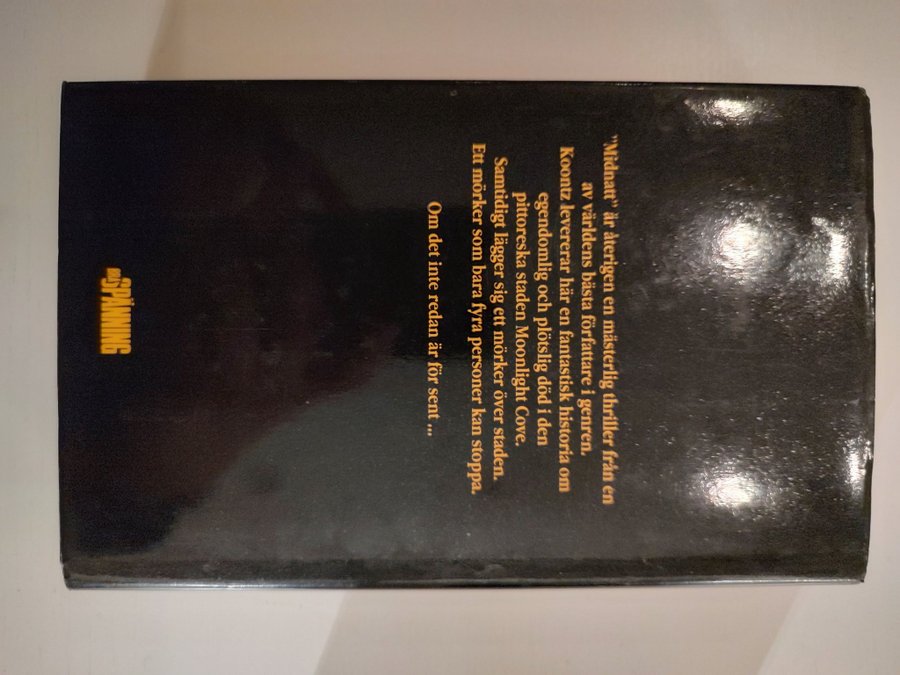 "Midnatt" är återigen en mästerlig thriller från en
av världens bästa författare i genren.
Koontz levererar här en fantastisk historia om
egendomlig och plötslig död i den
pittoreska staden Moonlight Cove.
Samtidigt lägger sig ett mörker över staden.
Ett mörker som bara fyra personer kan stoppa.
Om det inte redan är för sent ...
SPÄNNING